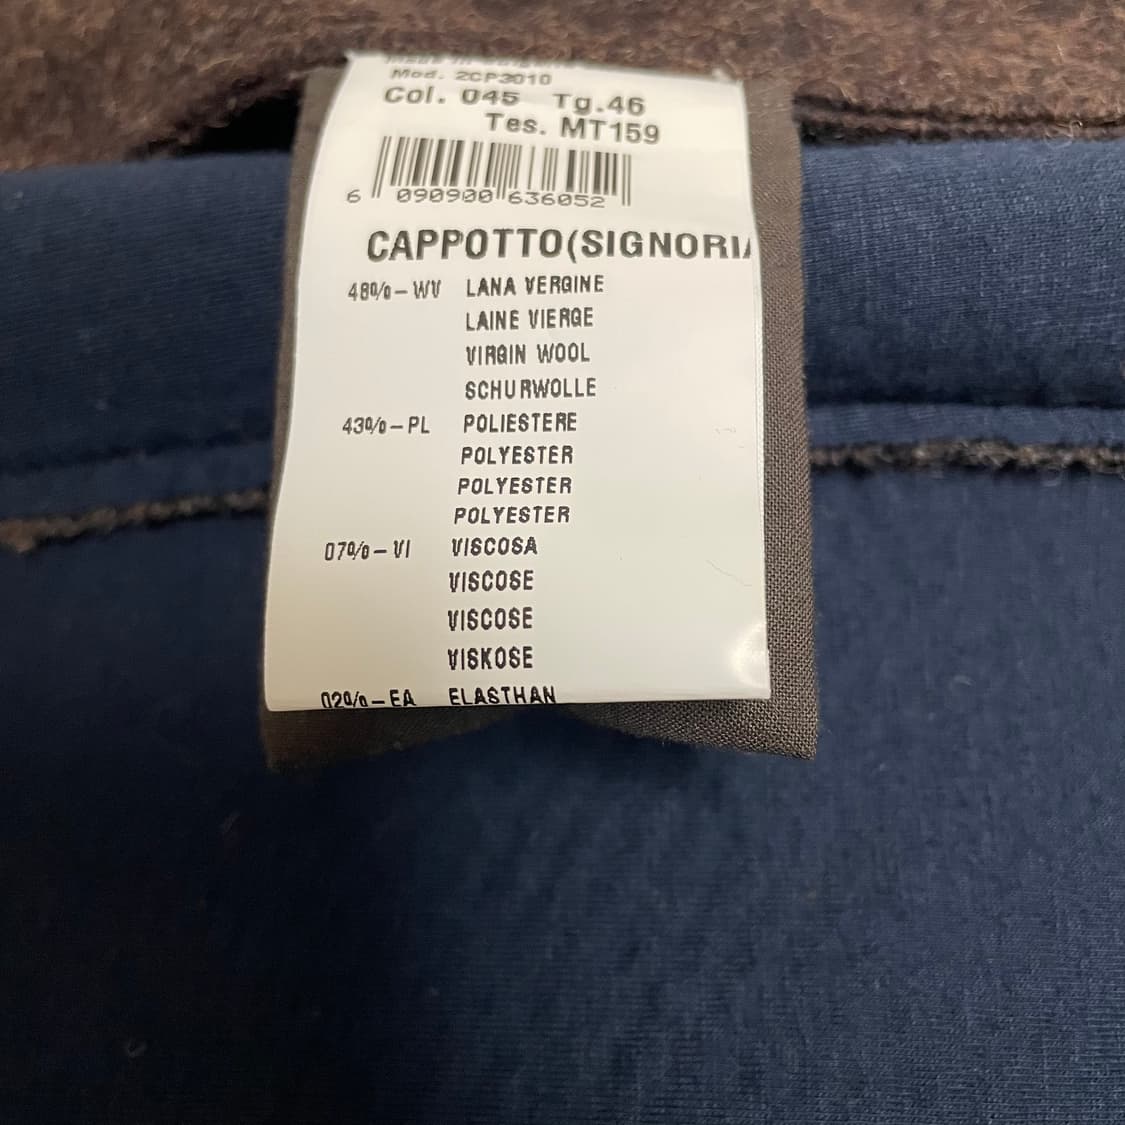 Mod. 2CP3010
Col. 045 Tg.46
Tes. MT159
6 090900 636052
CAPPOTTO(SIGNORIA
48%-WV LANA VERGINE
LAINE VIERGE
VIRGIN WOOL
SCHURWOLLE
43%-PL POLIESTERE
POLYESTER
POLYESTER
POLYESTER
07%-VI VISCOSA
VISCOSE
VISCOSE
VISKOSE
02%-EA ELASTHAN